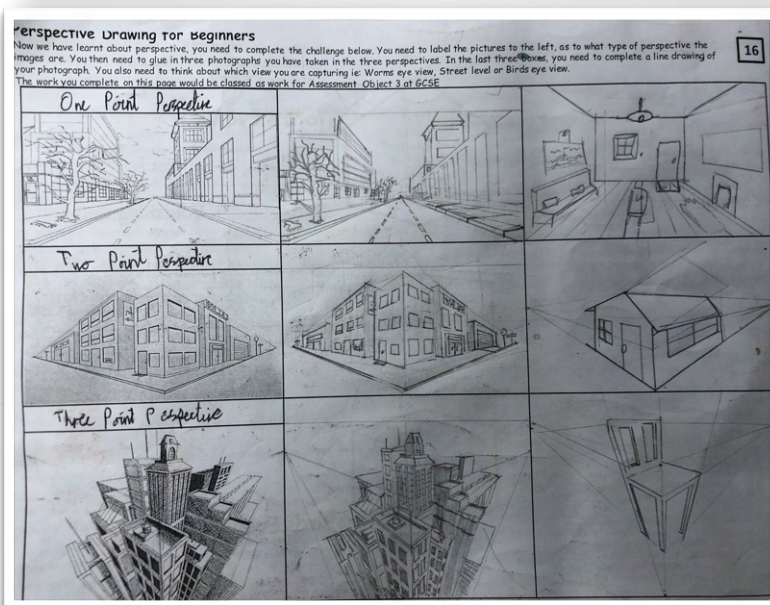 Perspective Drawing for Beginners
Now we have learnt about perspective, you need to complete the challenge below. You need to label the pictures to the left, as to what type of perspective the
images are. You then need to glue in three photographs you have taken in the three perspectives. In the last three boxes, you need to complete a line drawing of
your photograph. You also need to think about which view you are capturing ie: Worms eye view, Street level or Birds eye view.
The work you complete on this page would be classed as work for Assessment Object 3 at GCSE
16
One Point Perspective
Two Point Perspective
Three Point Perspective